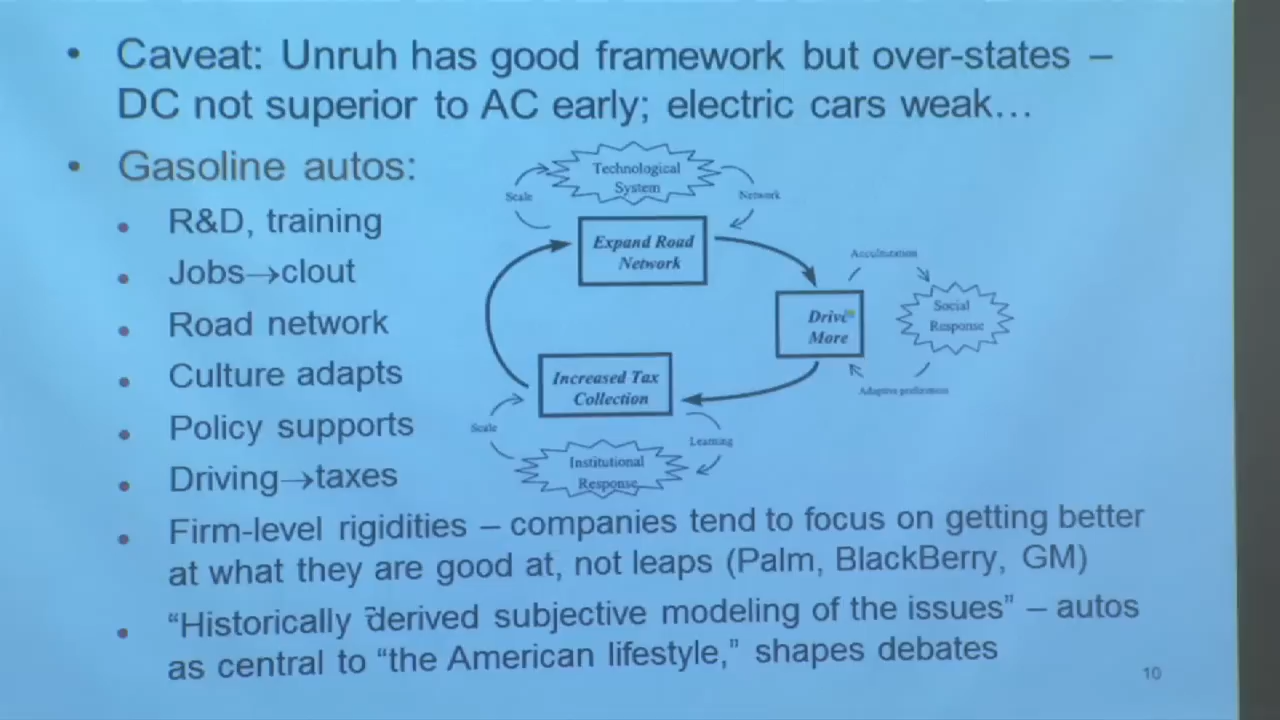 • Caveat: Unruh has good framework but over-states –
DC not superior to AC early; electric cars weak…
• Gasoline autos:
• R&D, training
• Jobs→clout
• Road network
• Culture adapts
• Policy supports
• Driving→taxes
• Firm-level rigidities – companies tend to focus on getting better
at what they are good at, not leaps (Palm, BlackBerry, GM)
• “Historically derived subjective modeling of the issues” – autos
as central to “the American lifestyle,” shapes debates
Technological
System
Scale
Network
Expand Road
Network
Acculturation
Social
Response
Drive
More
Adaptive preferences
Increased Tax
Collection
Scale
Learning
Institutional
Response
10